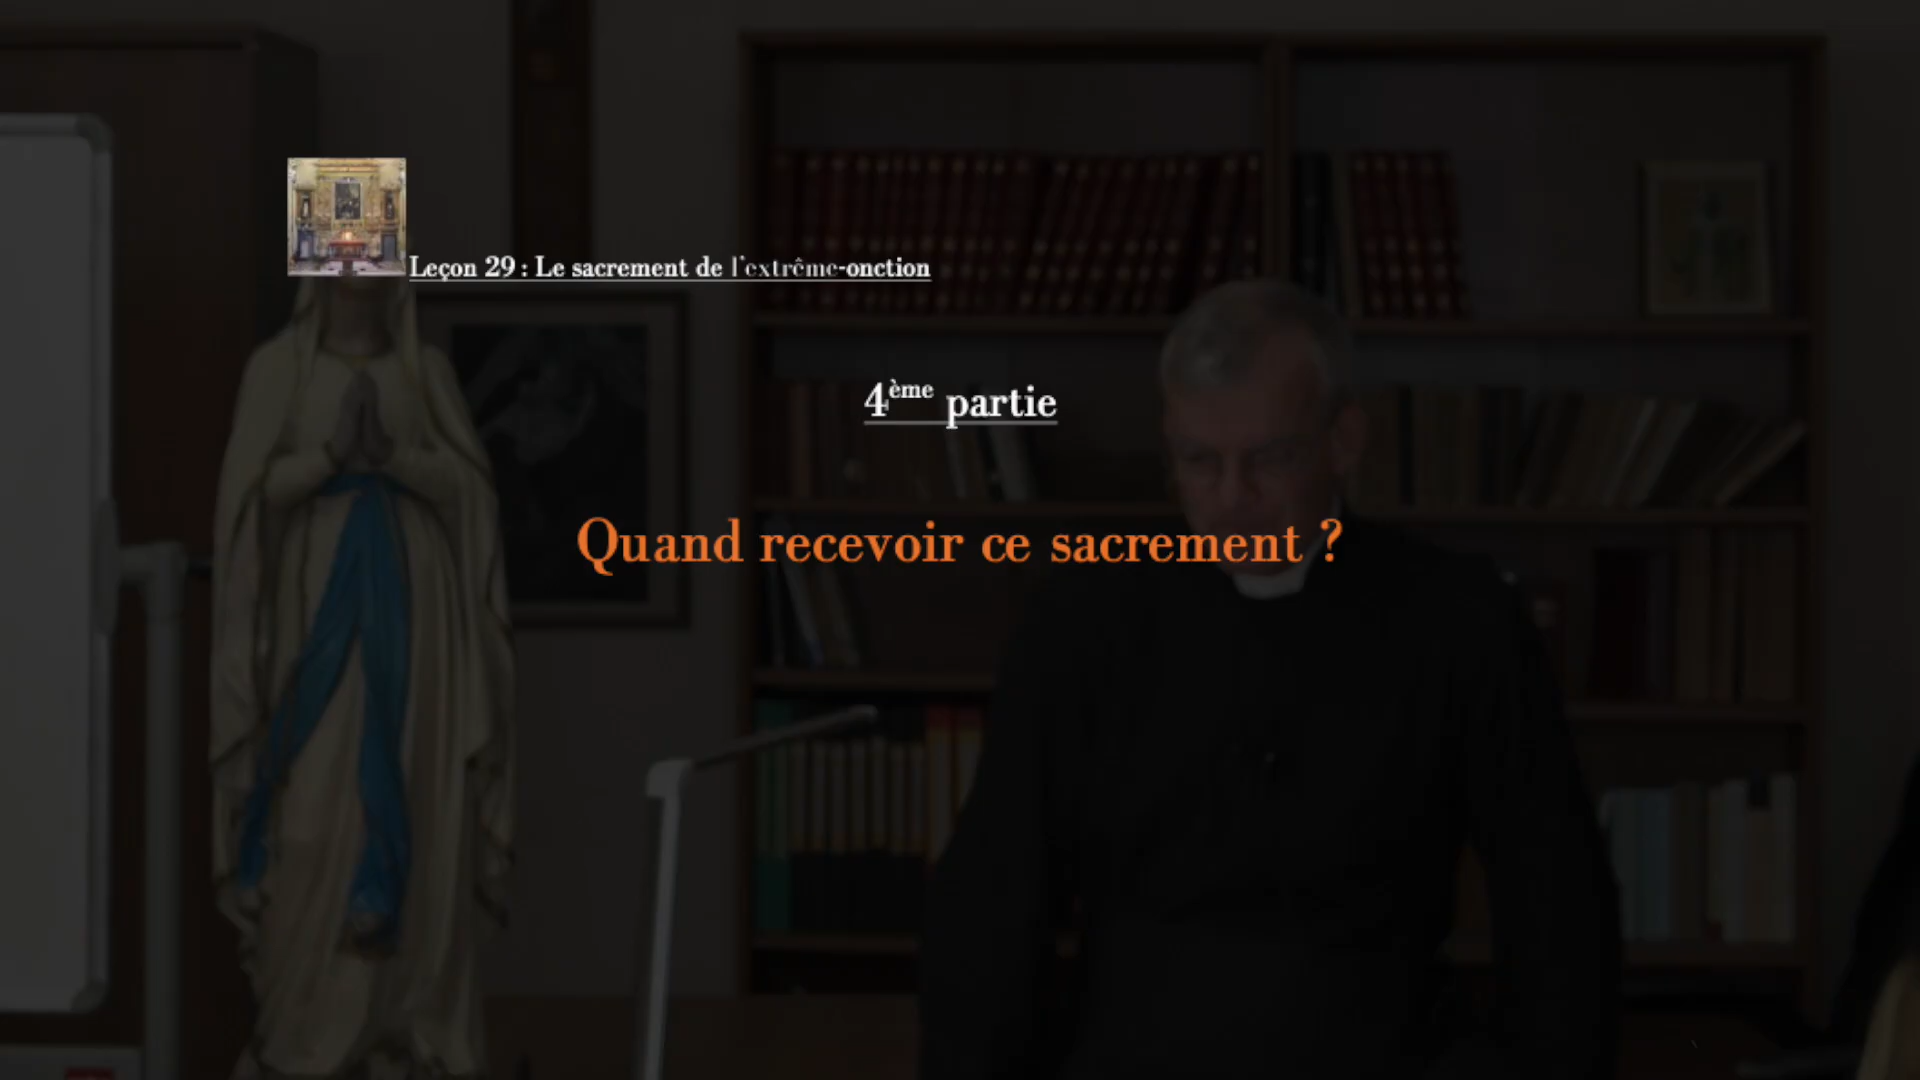 Leçon 29 : Le sacrement de l'extrême-onction
4ème partie
Quand recevoir ce sacrement ?